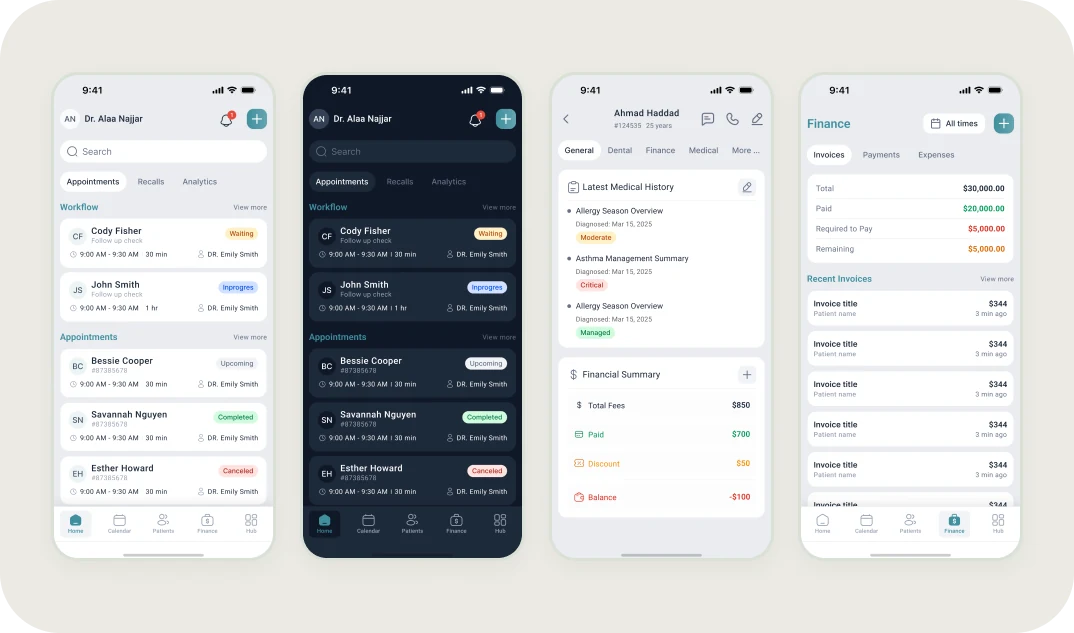 9:41
AN Dr. Alaa Najjar 1
Search
Appointments Recalls Analytics
Workflow View more
CF Cody Fisher Waiting
Follow up check
9:00 AM - 9:30 AM 30 min DR. Emily Smith
JS John Smith Inprogres
Follow up check
9:00 AM - 9:30 AM 1 hr DR. Emily Smith
Appointments View more
BC Bessie Cooper Upcoming
#87385678
9:00 AM - 9:30 AM 30 min DR. Emily Smith
SN Savannah Nguyen Completed
#87385678
9:00 AM - 9:30 AM 30 min DR. Emily Smith
EH Esther Howard Canceled
#87385678
9:00 AM - 9:30 AM 30 min DR. Emily Smith
Home Calendar Patients Finance Hub
9:41
AN Dr. Alaa Najjar 1
Search
Appointments Recalls Analytics
Workflow View more
CF Cody Fisher Waiting
Follow up check
9:00 AM - 9:30 AM | 30 min DR. Emily Smith
JS John Smith Inprogres
Follow up check
9:00 AM - 9:30 AM | 1 hr DR. Emily Smith
Appointments View more
BC Bessie Cooper Upcoming
#87385678
9:00 AM - 9:30 AM | 30 min DR. Emily Smith
SN Savannah Nguyen Completed
#87385678
9:00 AM - 9:30 AM | 30 min DR. Emily Smith
EH Esther Howard Canceled
#87385678
9:00 AM - 9:30 AM | 30 min DR. Emily Smith
Home Calendar Patients Finance Hub
9:41
Ahmad Haddad
#124535 25 years
General Dental Finance Medical More ...
Latest Medical History
Allergy Season Overview
Diagnosed: Mar 15, 2025
Moderate
Asthma Management Summary
Diagnosed: Mar 15, 2025
Critical
Allergy Season Overview
Diagnosed: Mar 15, 2025
Managed
$ Financial Summary
$ Total Fees $850
Paid $700
Discount $50
Balance -$100
9:41
Finance All times
Invoices Payments Expenses
Total $30,000.00
Paid $20,000.00
Required to Pay $5,000.00
Remaining $5,000.00
Recent Invoices View more
Invoice title $344
Patient name 3 min ago
Invoice title $344
Patient name 3 min ago
Invoice title $344
Patient name 3 min ago
Invoice title $344
Patient name 3 min ago
Invoice title $344
Patient name 3 min ago
Invoice title $344
Home Calendar Patients Finance Hub